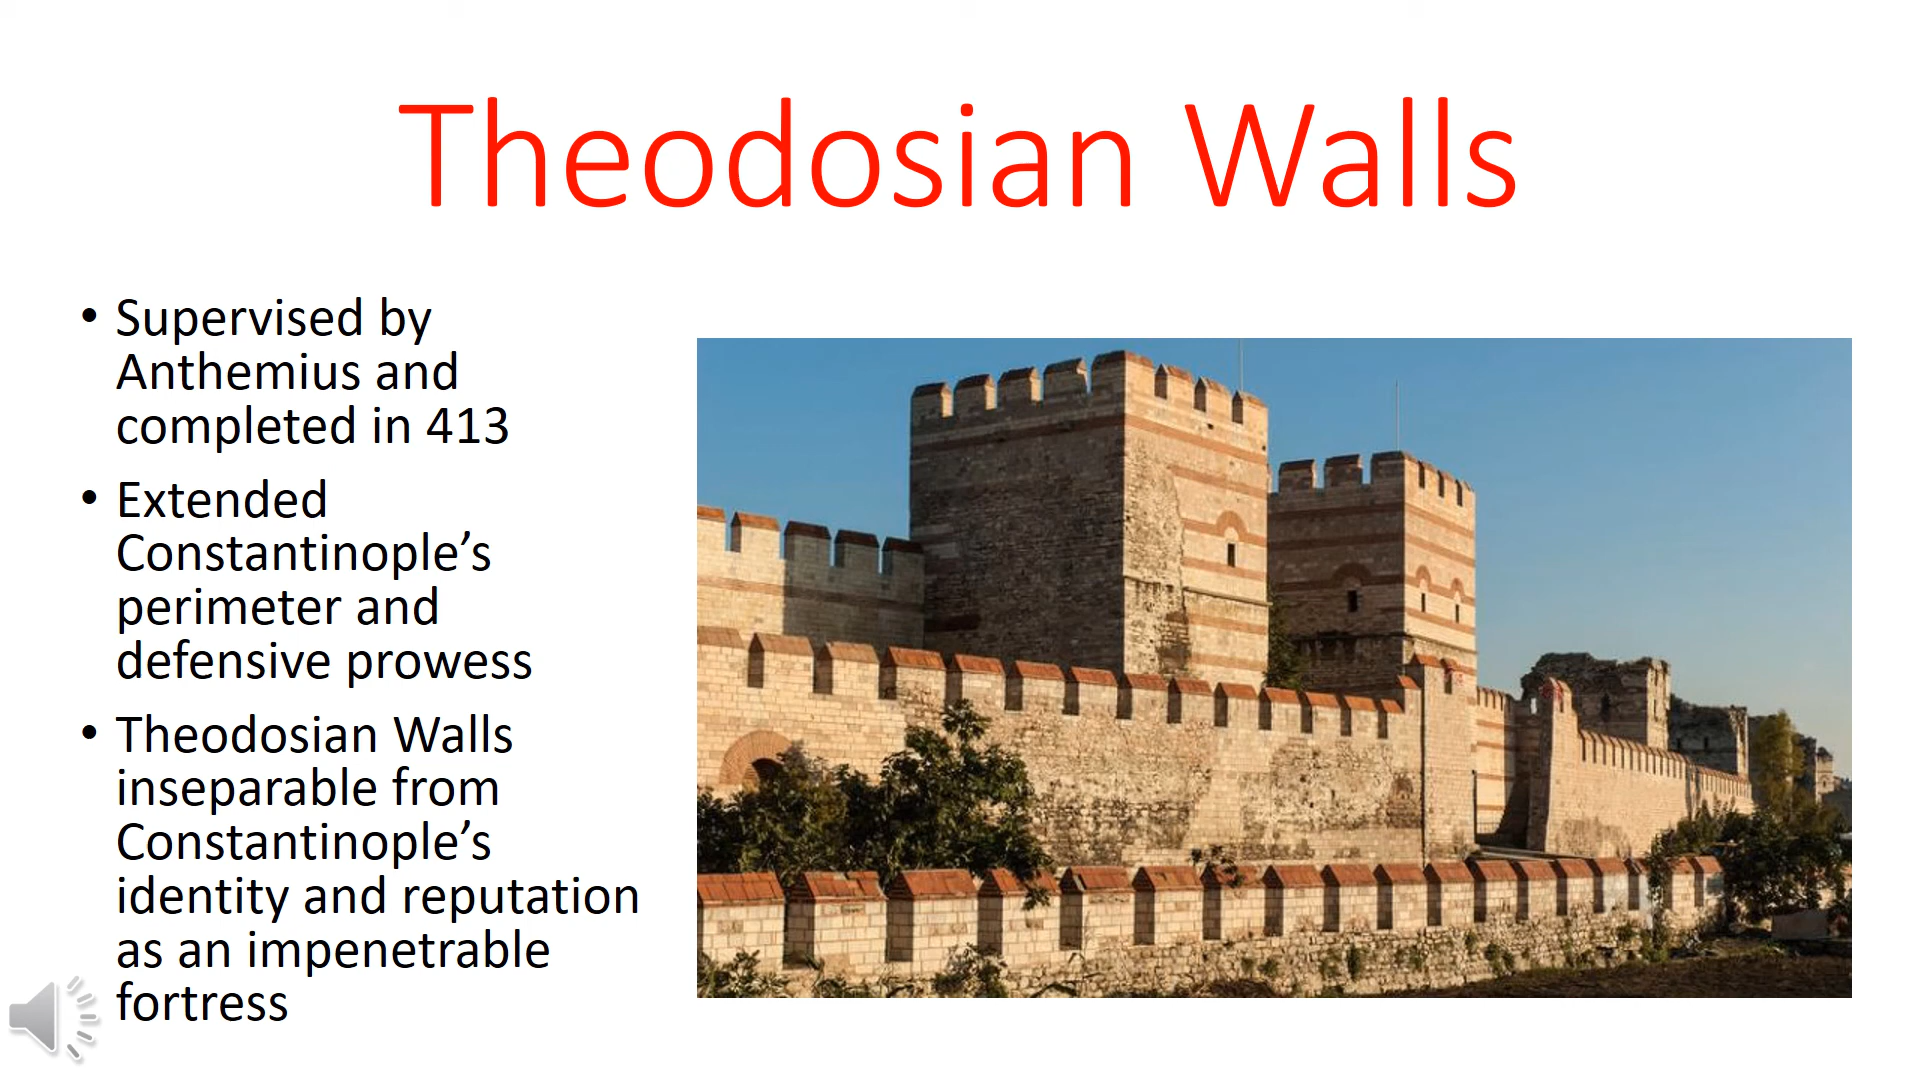 Theodosian Walls
• Supervised by
Anthemius and
completed in 413
• Extended
Constantinople’s
perimeter and
defensive prowess
• Theodosian Walls
inseparable from
Constantinople’s
identity and reputation
as an impenetrable
fortress